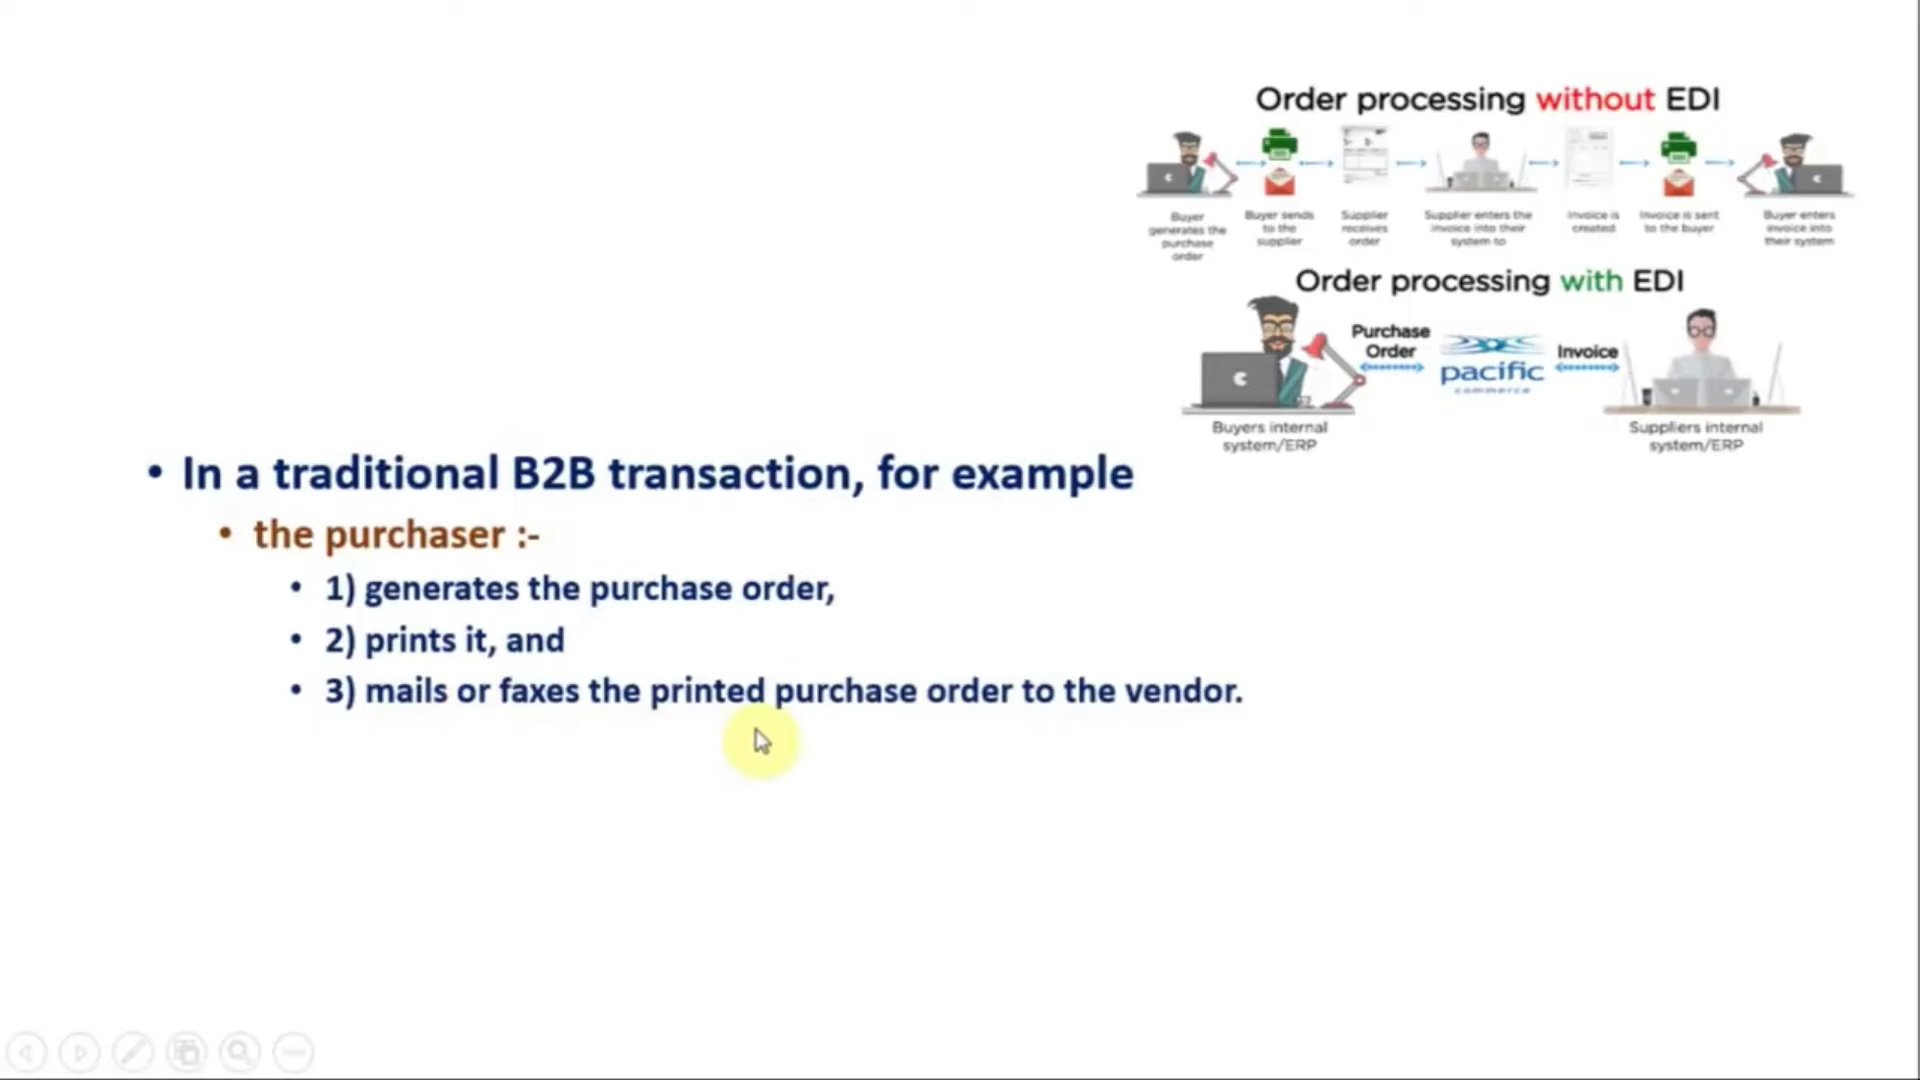 Order processing without EDI
Buyer
generates the
purchase
order
Buyer sends
to the
supplier
Supplier
receives
order
Supplier enters the
invoice into their
system to
Invoice is
created
Invoice is sent
to the buyer
Buyer enters
invoice into
their system
Order processing with EDI
Purchase
Order
pacific
commerce
Invoice
Buyers internal
system/ERP
Suppliers internal
system/ERP
• In a traditional B2B transaction, for example
• the purchaser :-
• 1) generates the purchase order,
• 2) prints it, and
• 3) mails or faxes the printed purchase order to the vendor.